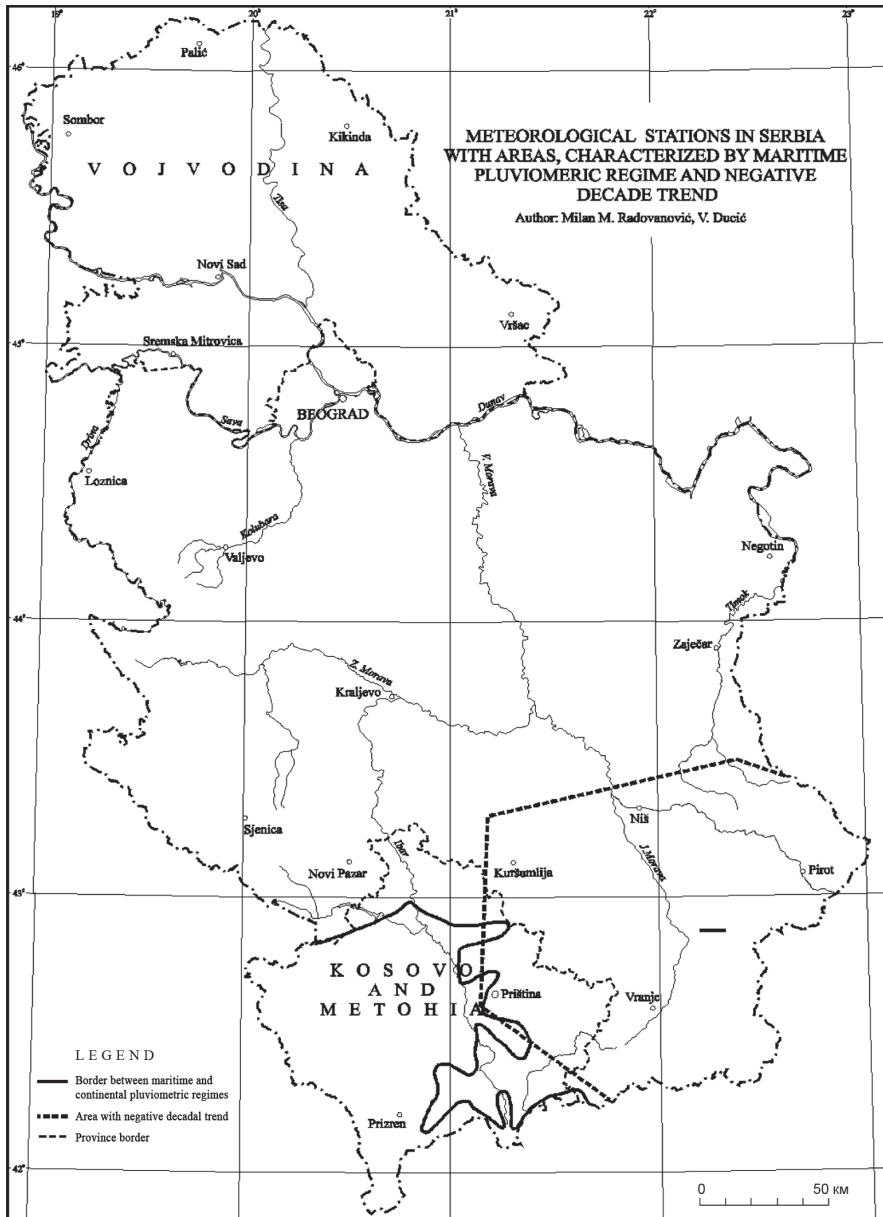 19°
20°
21°
22°
23°
46°
Palić
Sombor
Kikinda
V O J V O D I N A
METEOROLOGICAL STATIONS IN SERBIA
WITH AREAS, CHARACTERIZED BY MARITIME
PLUVIOMERIC REGIME AND NEGATIVE
DECADE TREND
Author: Milan M. Radovanović, V. Ducić
Tisa
Novi Sad
Vršac
45°
Sremska Mitrovica
BEOGRAD
Dunav
Sava
Drina
Loznica
V. Morava
Kolubara
Valjevo
Negotin
Timok
44°
Zaječar
Z. Morava
Kraljevo
Sjenica
Niš
Ibar
J. Morava
Novi Pazar
Kuršumlija
Pirot
43°
K O S O V O
A N D
M E T O H I A
Priština
Vranje
L E G E N D
Border between maritime and
continental pluviometric regimes
Area with negative decadal trend
Province border
Prizren
42°
0 50 км